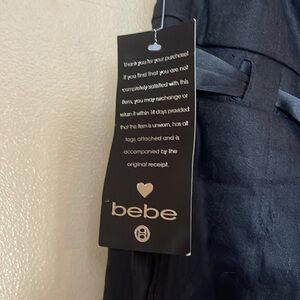 Thank you for your purchase!
If you find that you are not
completely satisfied with this
item, you may exchange or
return it within 14 days provided
that the item is unworn, has all
tags attached and is
accompanied by the
original receipt.
bebe